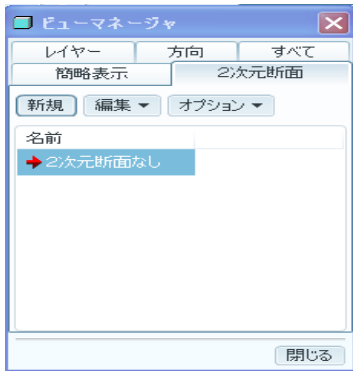 ビューマネージャ
レイヤー 方向 すべて
簡略表示 2次元断面
新規 編集 オプション
名前
2次元断面なし
閉じる